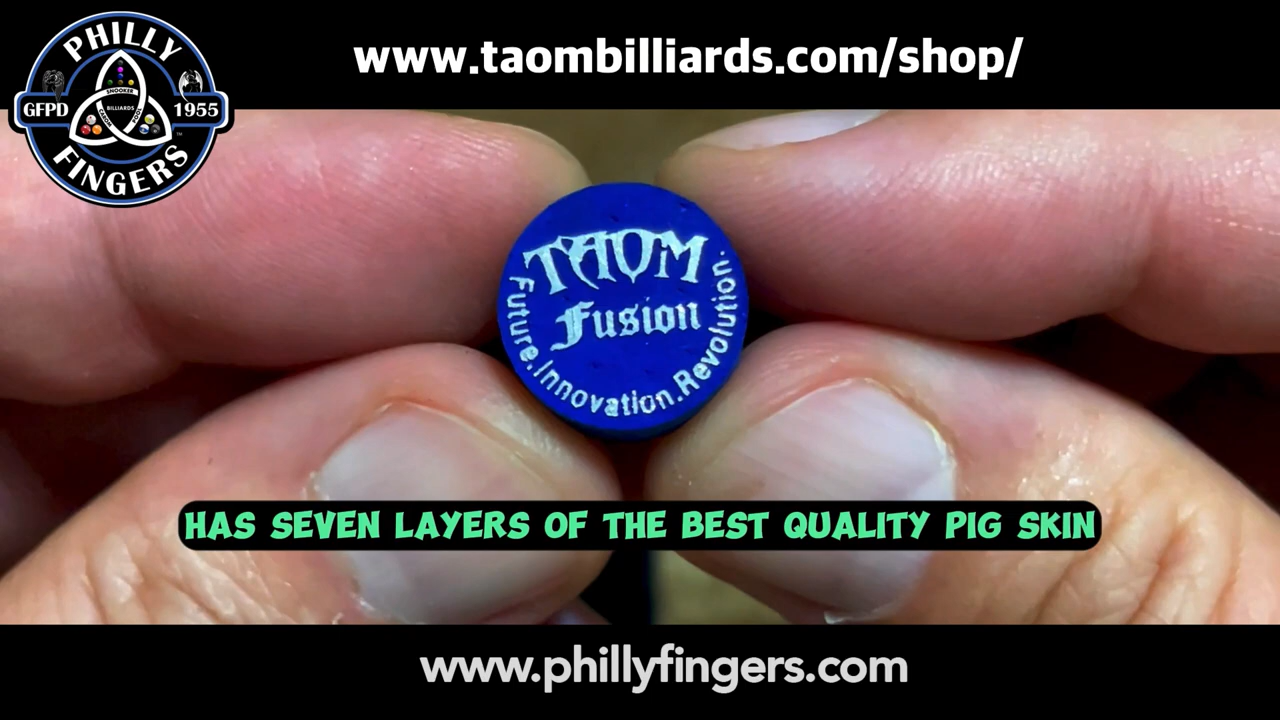 PHILLY
GFPD
1955
SNOOKER
BILLIARDS
CAROM
POOL
FINGERS
www.taombilliards.com/shop/
TAOM
Fusion
Future.Innovation.Revolution.
HAS SEVEN LAYERS OF THE BEST QUALITY PIG SKIN
www.phillyfingers.com